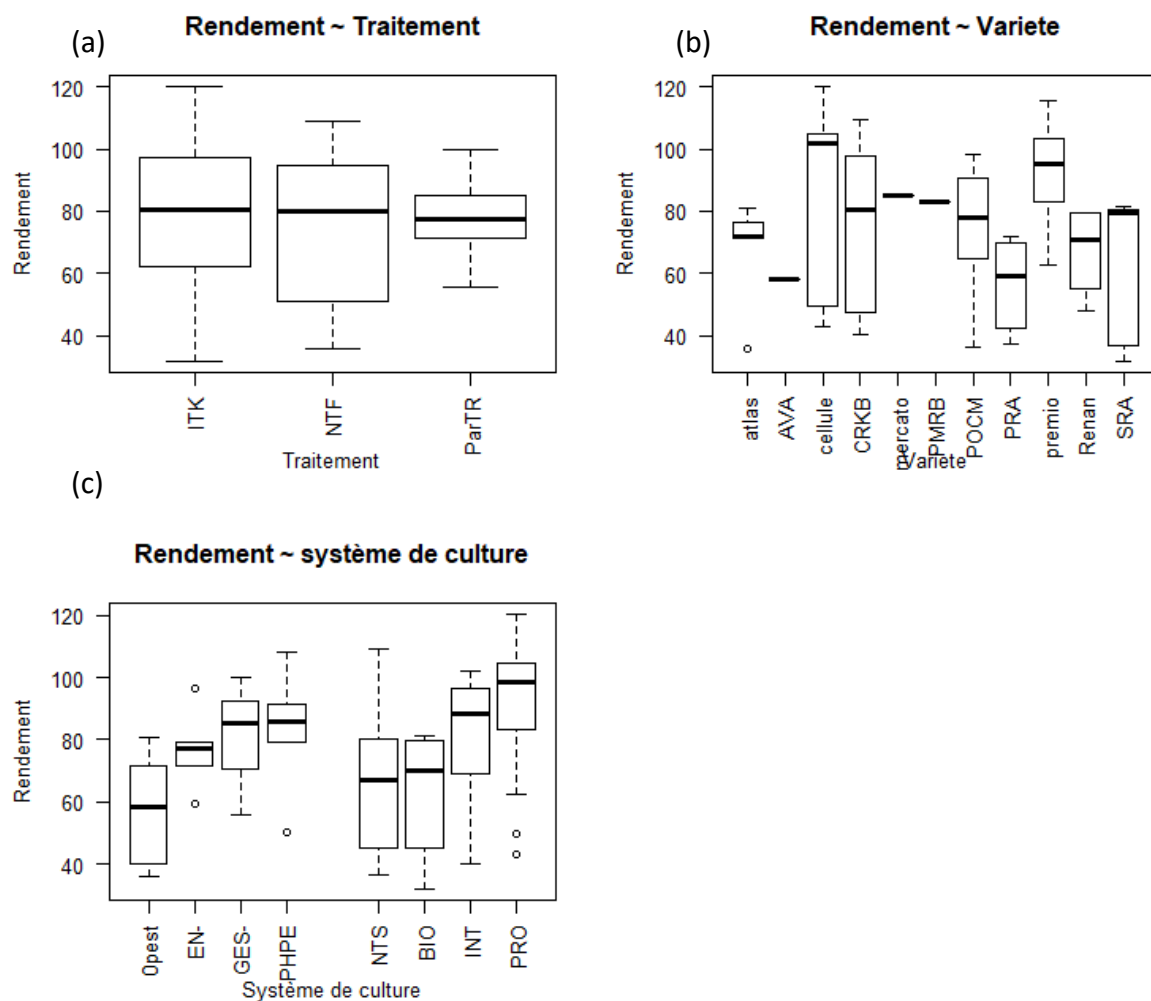 (a)
Rendement ~ Traitement
Rendement
120
100
80
60
40
ITK
NTF
ParTR
Traitement
(b)
Rendement ~ Variete
Rendement
120
100
80
60
40
atlas
AVA
cellule
CRKB
mercato
PMRB
POCM
PRA
premio
Renan
SRA
Variete
(c)
Rendement ~ système de culture
Rendement
120
100
80
60
40
0pest
EN-
GES-
PHPE
NTS
BIO
INT
PRO
Système de culture